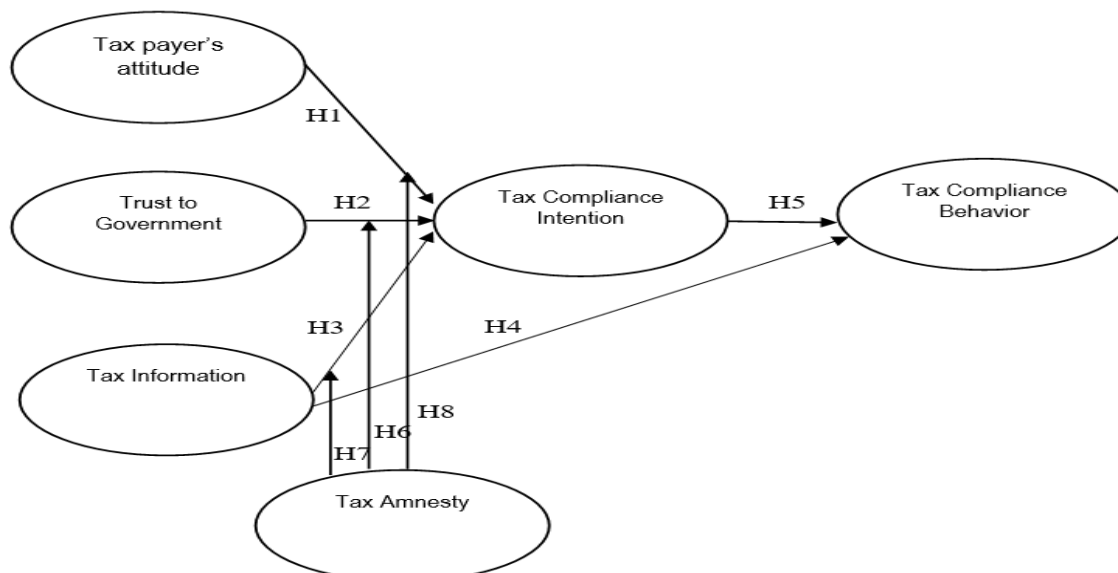 Tax payer's
attitude
H1
Trust to
Government
H2
Tax Compliance
Intention
H5
Tax Compliance
Behavior
H3
H4
Tax Information
H8
H6
H7
Tax Amnesty